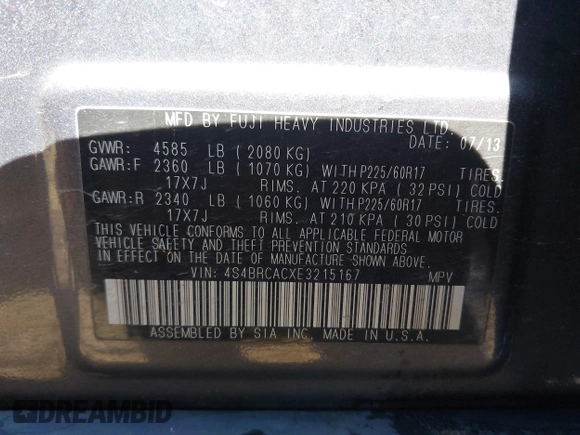 MFD BY FUJI HEAVY INDUSTRIES LTD.
DATE: 07/13
GVWR: 4585 LB ( 2080 KG)
GAWR:F 2360 LB ( 1070 KG) WITH P225/60R17 TIRES,
17X7J RIMS. AT 220 KPA ( 32 PSI) COLD
GAWR:R 2340 LB ( 1060 KG) WITH P225/60R17 TIRES,
17X7J RIMS. AT 210 KPA ( 30 PSI) COLD
THIS VEHICLE CONFORMS TO ALL APPLICABLE FEDERAL MOTOR
VEHICLE SAFETY AND THEFT PREVENTION STANDARDS
IN EFFECT ON THE DATE OF MANUFACTURE SHOWN ABOVE.
VIN: 4S4BRCACXE3215167 MPV
ASSEMBLED BY SIA INC. MADE IN U.S.A.
DREAMBID